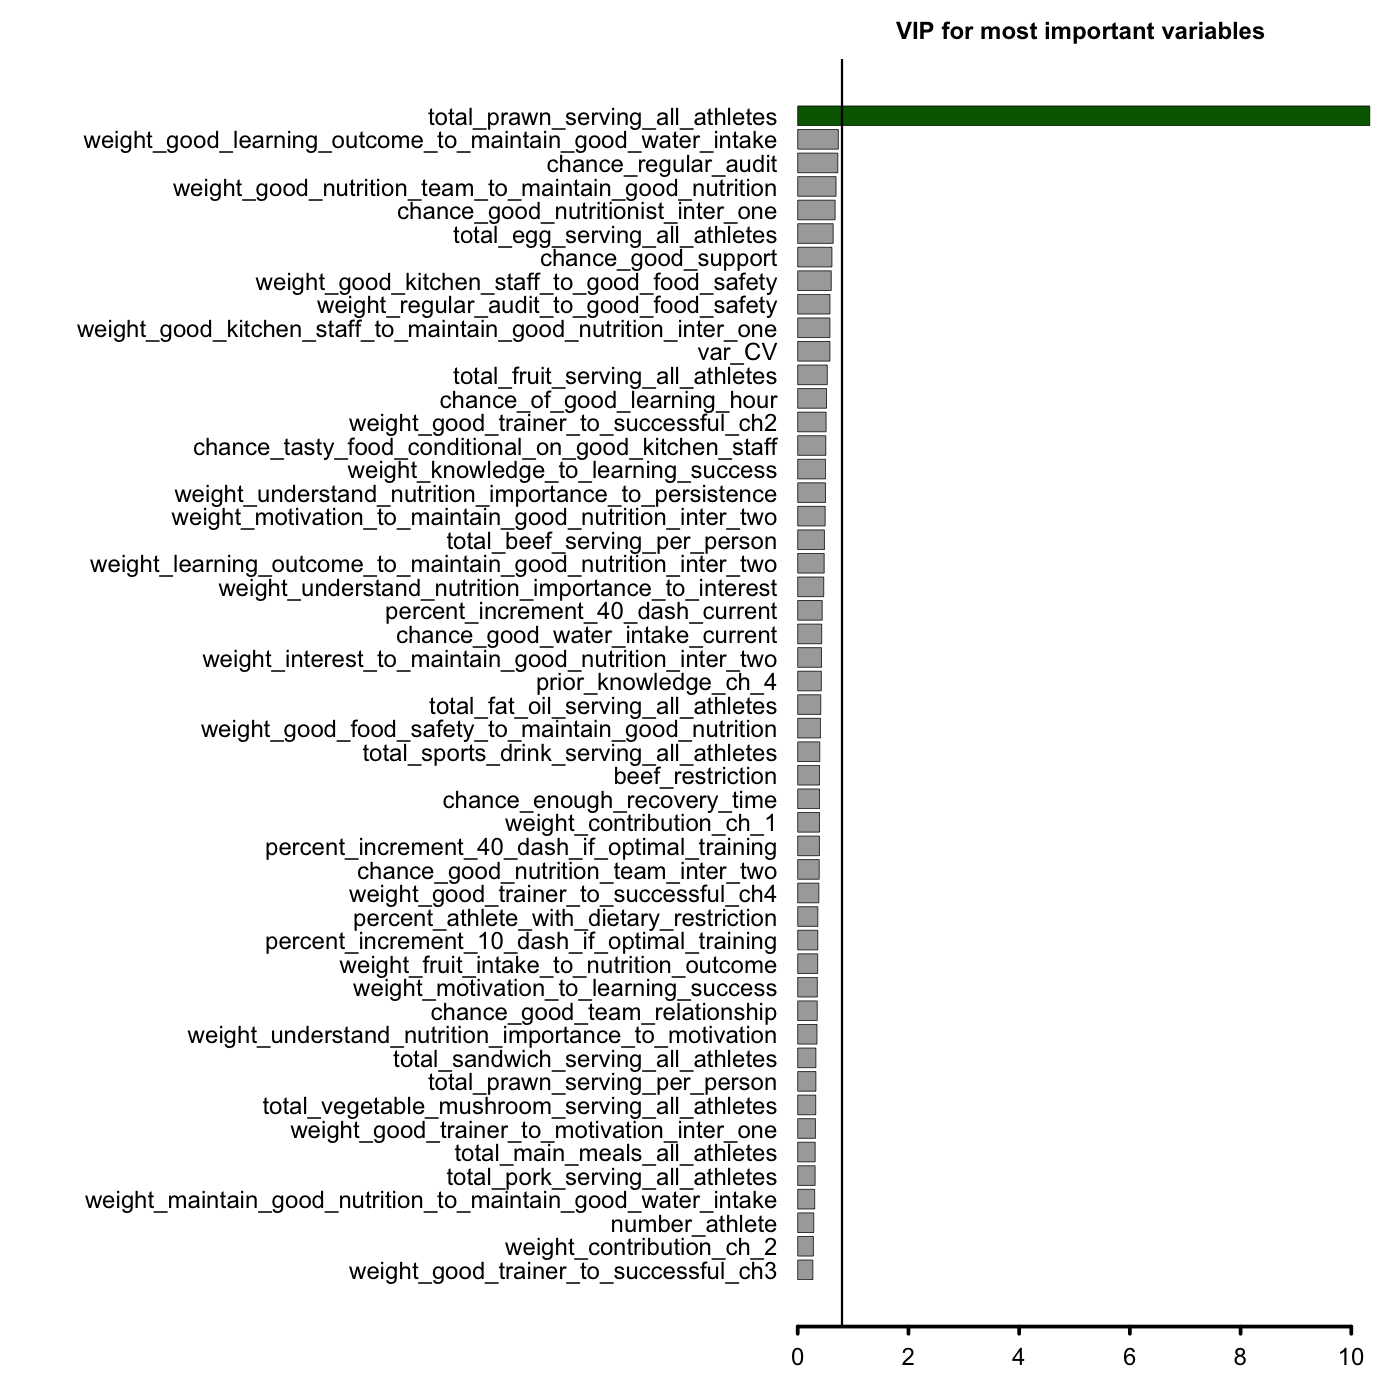 VIP for most important variables
total_prawn_serving_all_athletes
weight_good_learning_outcome_to_maintain_good_water_intake
chance_regular_audit
weight_good_nutrition_team_to_maintain_good_nutrition
chance_good_nutritionist_inter_one
total_egg_serving_all_athletes
chance_good_support
weight_good_kitchen_staff_to_good_food_safety
weight_regular_audit_to_good_food_safety
weight_good_kitchen_staff_to_maintain_good_nutrition_inter_one
var_CV
total_fruit_serving_all_athletes
chance_of_good_learning_hour
weight_good_trainer_to_successful_ch2
chance_tasty_food_conditional_on_good_kitchen_staff
weight_knowledge_to_learning_success
weight_understand_nutrition_importance_to_persistence
weight_motivation_to_maintain_good_nutrition_inter_two
total_beef_serving_per_person
weight_learning_outcome_to_maintain_good_nutrition_inter_two
weight_understand_nutrition_importance_to_interest
percent_increment_40_dash_current
chance_good_water_intake_current
weight_interest_to_maintain_good_nutrition_inter_two
prior_knowledge_ch_4
total_fat_oil_serving_all_athletes
weight_good_food_safety_to_maintain_good_nutrition
total_sports_drink_serving_all_athletes
beef_restriction
chance_enough_recovery_time
weight_contribution_ch_1
percent_increment_40_dash_if_optimal_training
chance_good_nutrition_team_inter_two
weight_good_trainer_to_successful_ch4
percent_athlete_with_dietary_restriction
percent_increment_10_dash_if_optimal_training
weight_fruit_intake_to_nutrition_outcome
weight_motivation_to_learning_success
chance_good_team_relationship
weight_understand_nutrition_importance_to_motivation
total_sandwich_serving_all_athletes
total_prawn_serving_per_person
total_vegetable_mushroom_serving_all_athletes
weight_good_trainer_to_motivation_inter_one
total_main_meals_all_athletes
total_pork_serving_all_athletes
weight_maintain_good_nutrition_to_maintain_good_water_intake
number_athlete
weight_contribution_ch_2
weight_good_trainer_to_successful_ch3
0 2 4 6 8 10